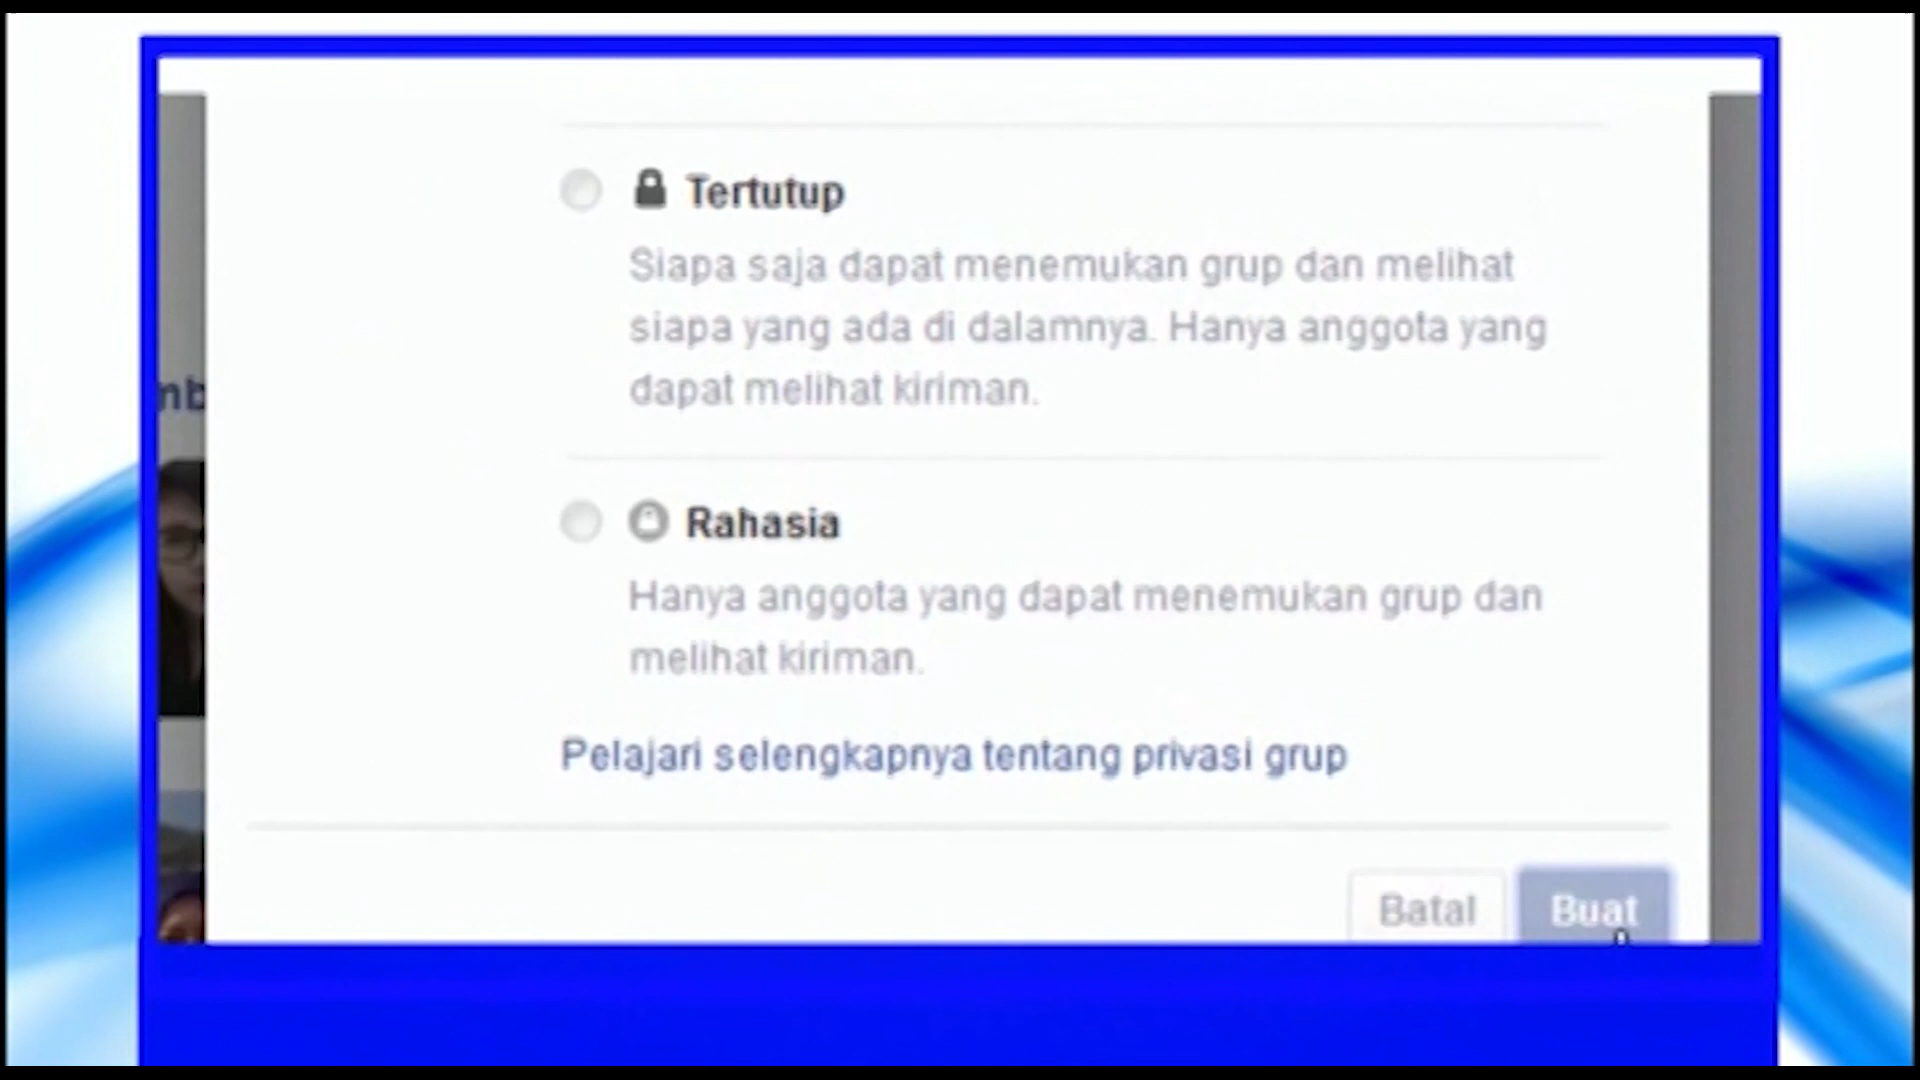 Tertutup
Siapa saja dapat menemukan grup dan melihat
siapa yang ada di dalamnya. Hanya anggota yang
dapat melihat kiriman.
Rahasia
Hanya anggota yang dapat menemukan grup dan
melihat kiriman.
Pelajari selengkapnya tentang privasi grup
Batal
Buat